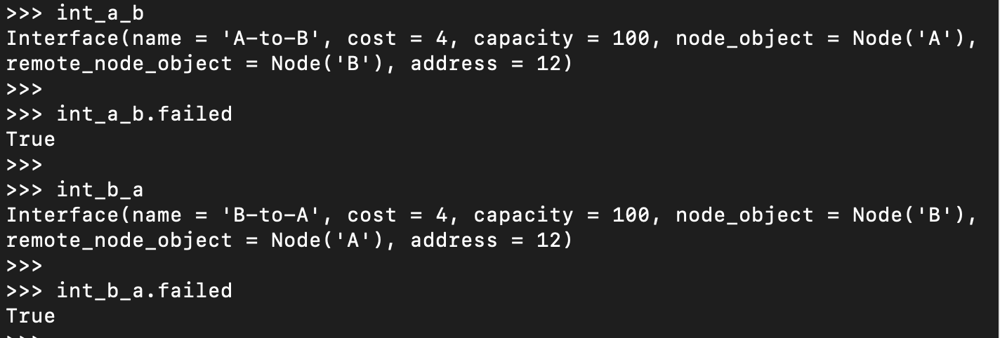 >>> int_a_b
Interface(name = 'A-to-B', cost = 4, capacity = 100, node_object = Node('A'),
remote_node_object = Node('B'), address = 12)
>>>
>>> int_a_b.failed
True
>>>
>>> int_b_a
Interface(name = 'B-to-A', cost = 4, capacity = 100, node_object = Node('B'),
remote_node_object = Node('A'), address = 12)
>>>
>>> int_b_a.failed
True
>>>